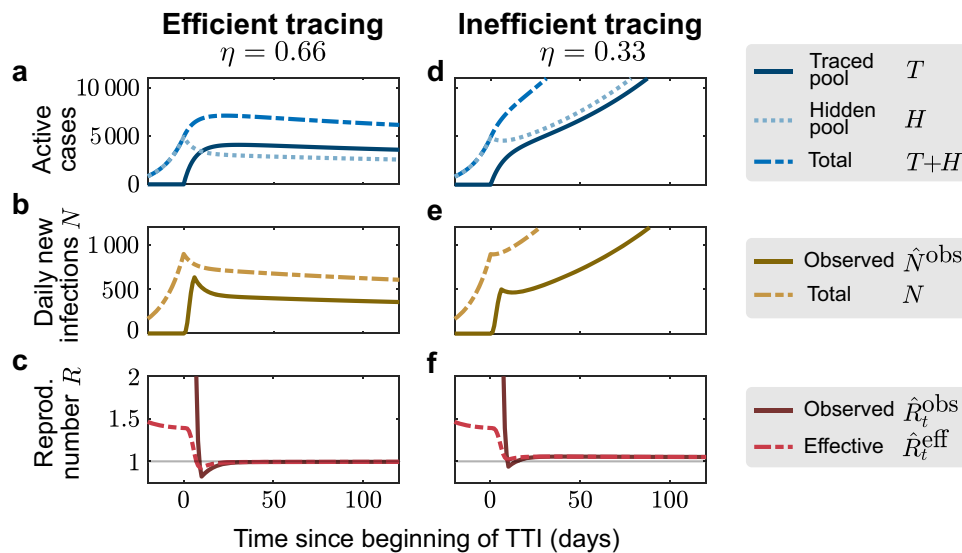 Efficient tracing
η = 0.66
Inefficient tracing
η = 0.33
a
Active cases
10 000
5 000
0
d
Traced pool T
Hidden pool H
Total T+H
b
Daily new infections N
1 000
500
0
e
Observed N̂^obs
Total N
c
Reprod. number R
2
1.5
1
f
Observed R̂_t^obs
Effective R̂_t^eff
0 50 100
0 50 100
Time since beginning of TTI (days)